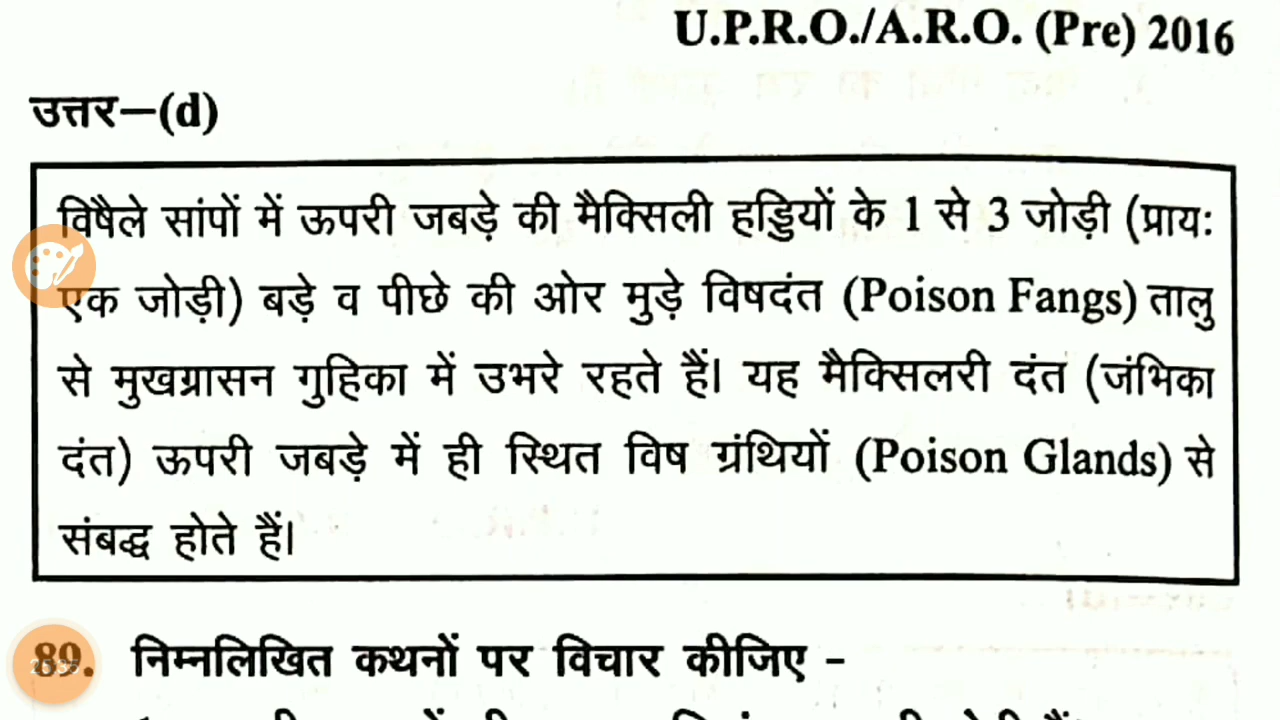 U.P.R.O./A.R.O. (Pre) 2016
उत्तर—(d)
विषैले सांपों में ऊपरी जबड़े की मैक्सिली हड्डियों के 1 से 3 जोड़ी (प्राय:
एक जोड़ी) बड़े व पीछे की ओर मुड़े विषदंत (Poison Fangs) तालु
से मुखग्रासन गुहिका में उभरे रहते हैं। यह मैक्सिलरी दंत (जंभिका
दंत) ऊपरी जबड़े में ही स्थित विष ग्रंथियों (Poison Glands) से
संबद्ध होते हैं।
89. निम्नलिखित कथनों पर विचार कीजिए -